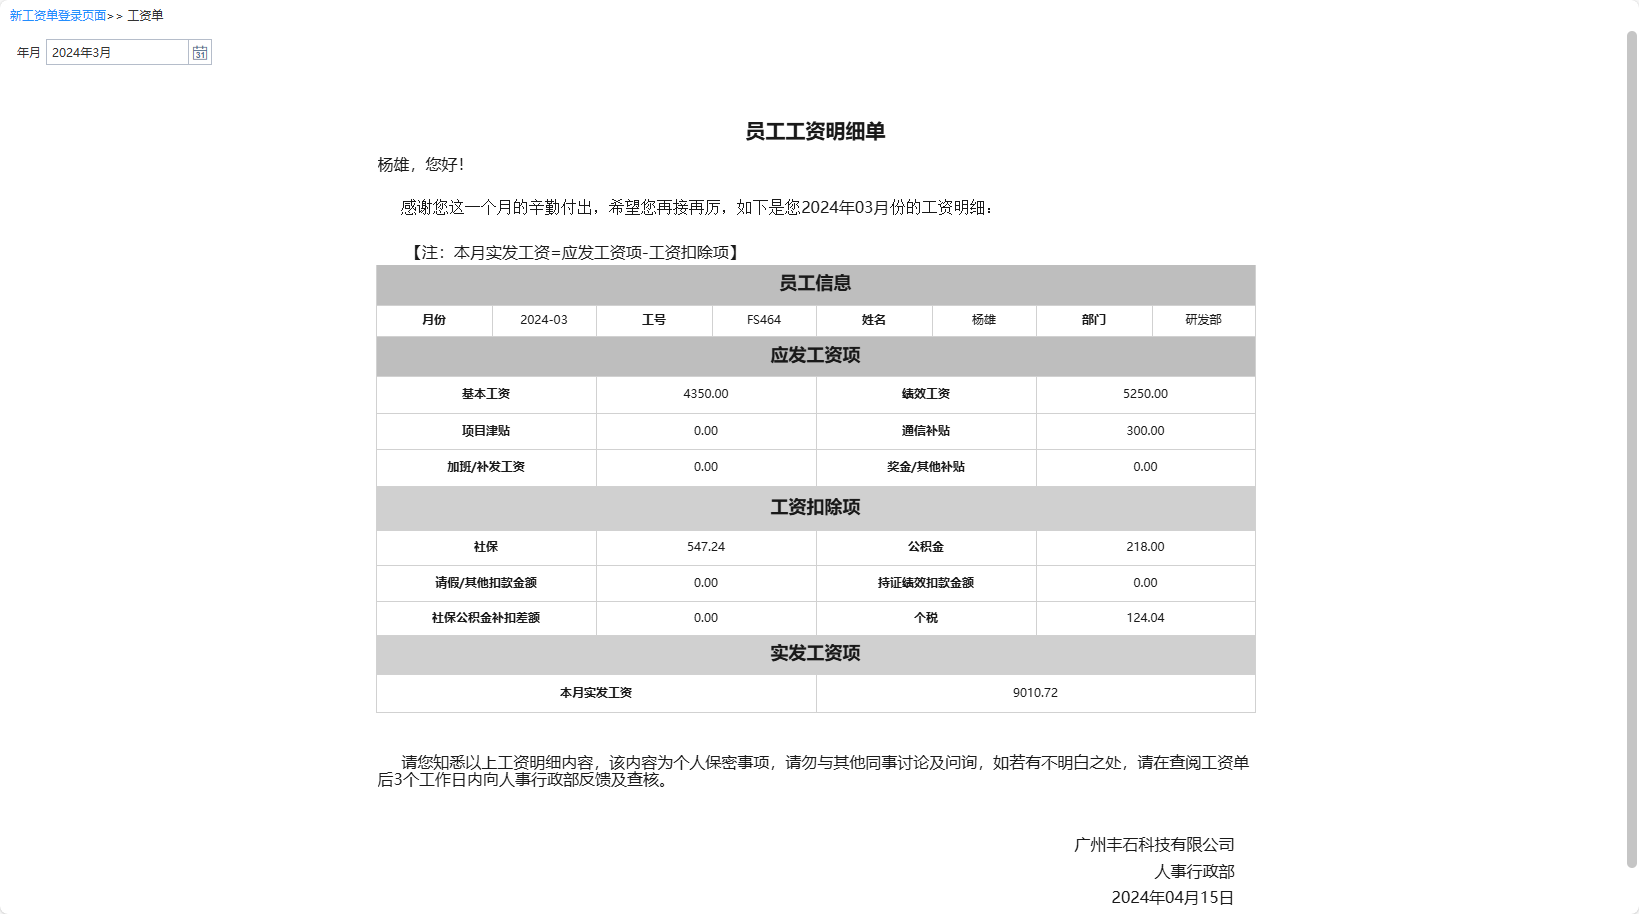 新工资单登录页面>> 工资单
年月 2024年3月
31
员工工资明细单
杨雄，您好！
感谢您这一个月的辛勤付出，希望您再接再厉，如下是您2024年03月份的工资明细：
【注：本月实发工资=应发工资项-工资扣除项】
员工信息
月份 2024-03 工号 FS464 姓名 杨雄 部门 研发部
应发工资项
基本工资 4350.00 绩效工资 5250.00
项目津贴 0.00 通信补贴 300.00
加班/补发工资 0.00 奖金/其他补贴 0.00
工资扣除项
社保 547.24 公积金 218.00
请假/其他扣款金额 0.00 持证绩效扣款金额 0.00
社保公积金补扣差额 0.00 个税 124.04
实发工资项
本月实发工资 9010.72
请您知悉以上工资明细内容，该内容为个人保密事项，请勿与其他同事讨论及问询，如若有不明白之处，请在查阅工资单
后3个工作日内向人事行政部反馈及查核。
广州丰石科技有限公司
人事行政部
2024年04月15日